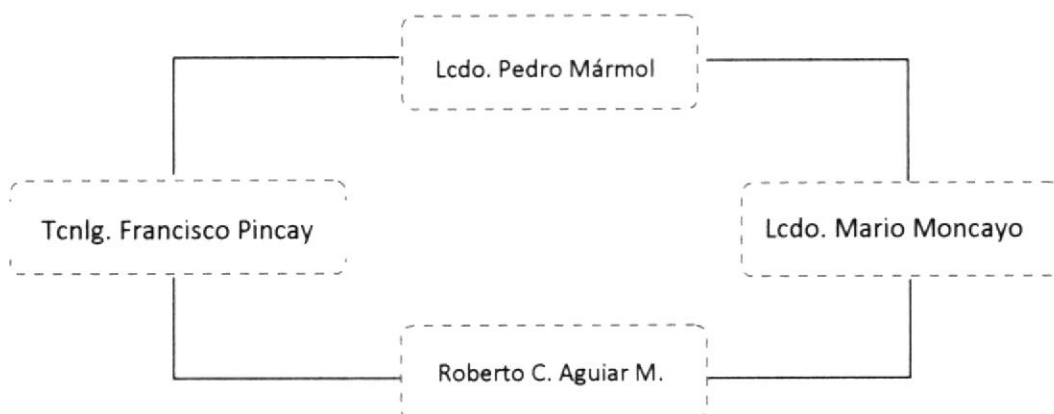 Lcdo. Pedro Mármol
Tcnlg. Francisco Pincay
Lcdo. Mario Moncayo
Roberto C. Aguiar M.